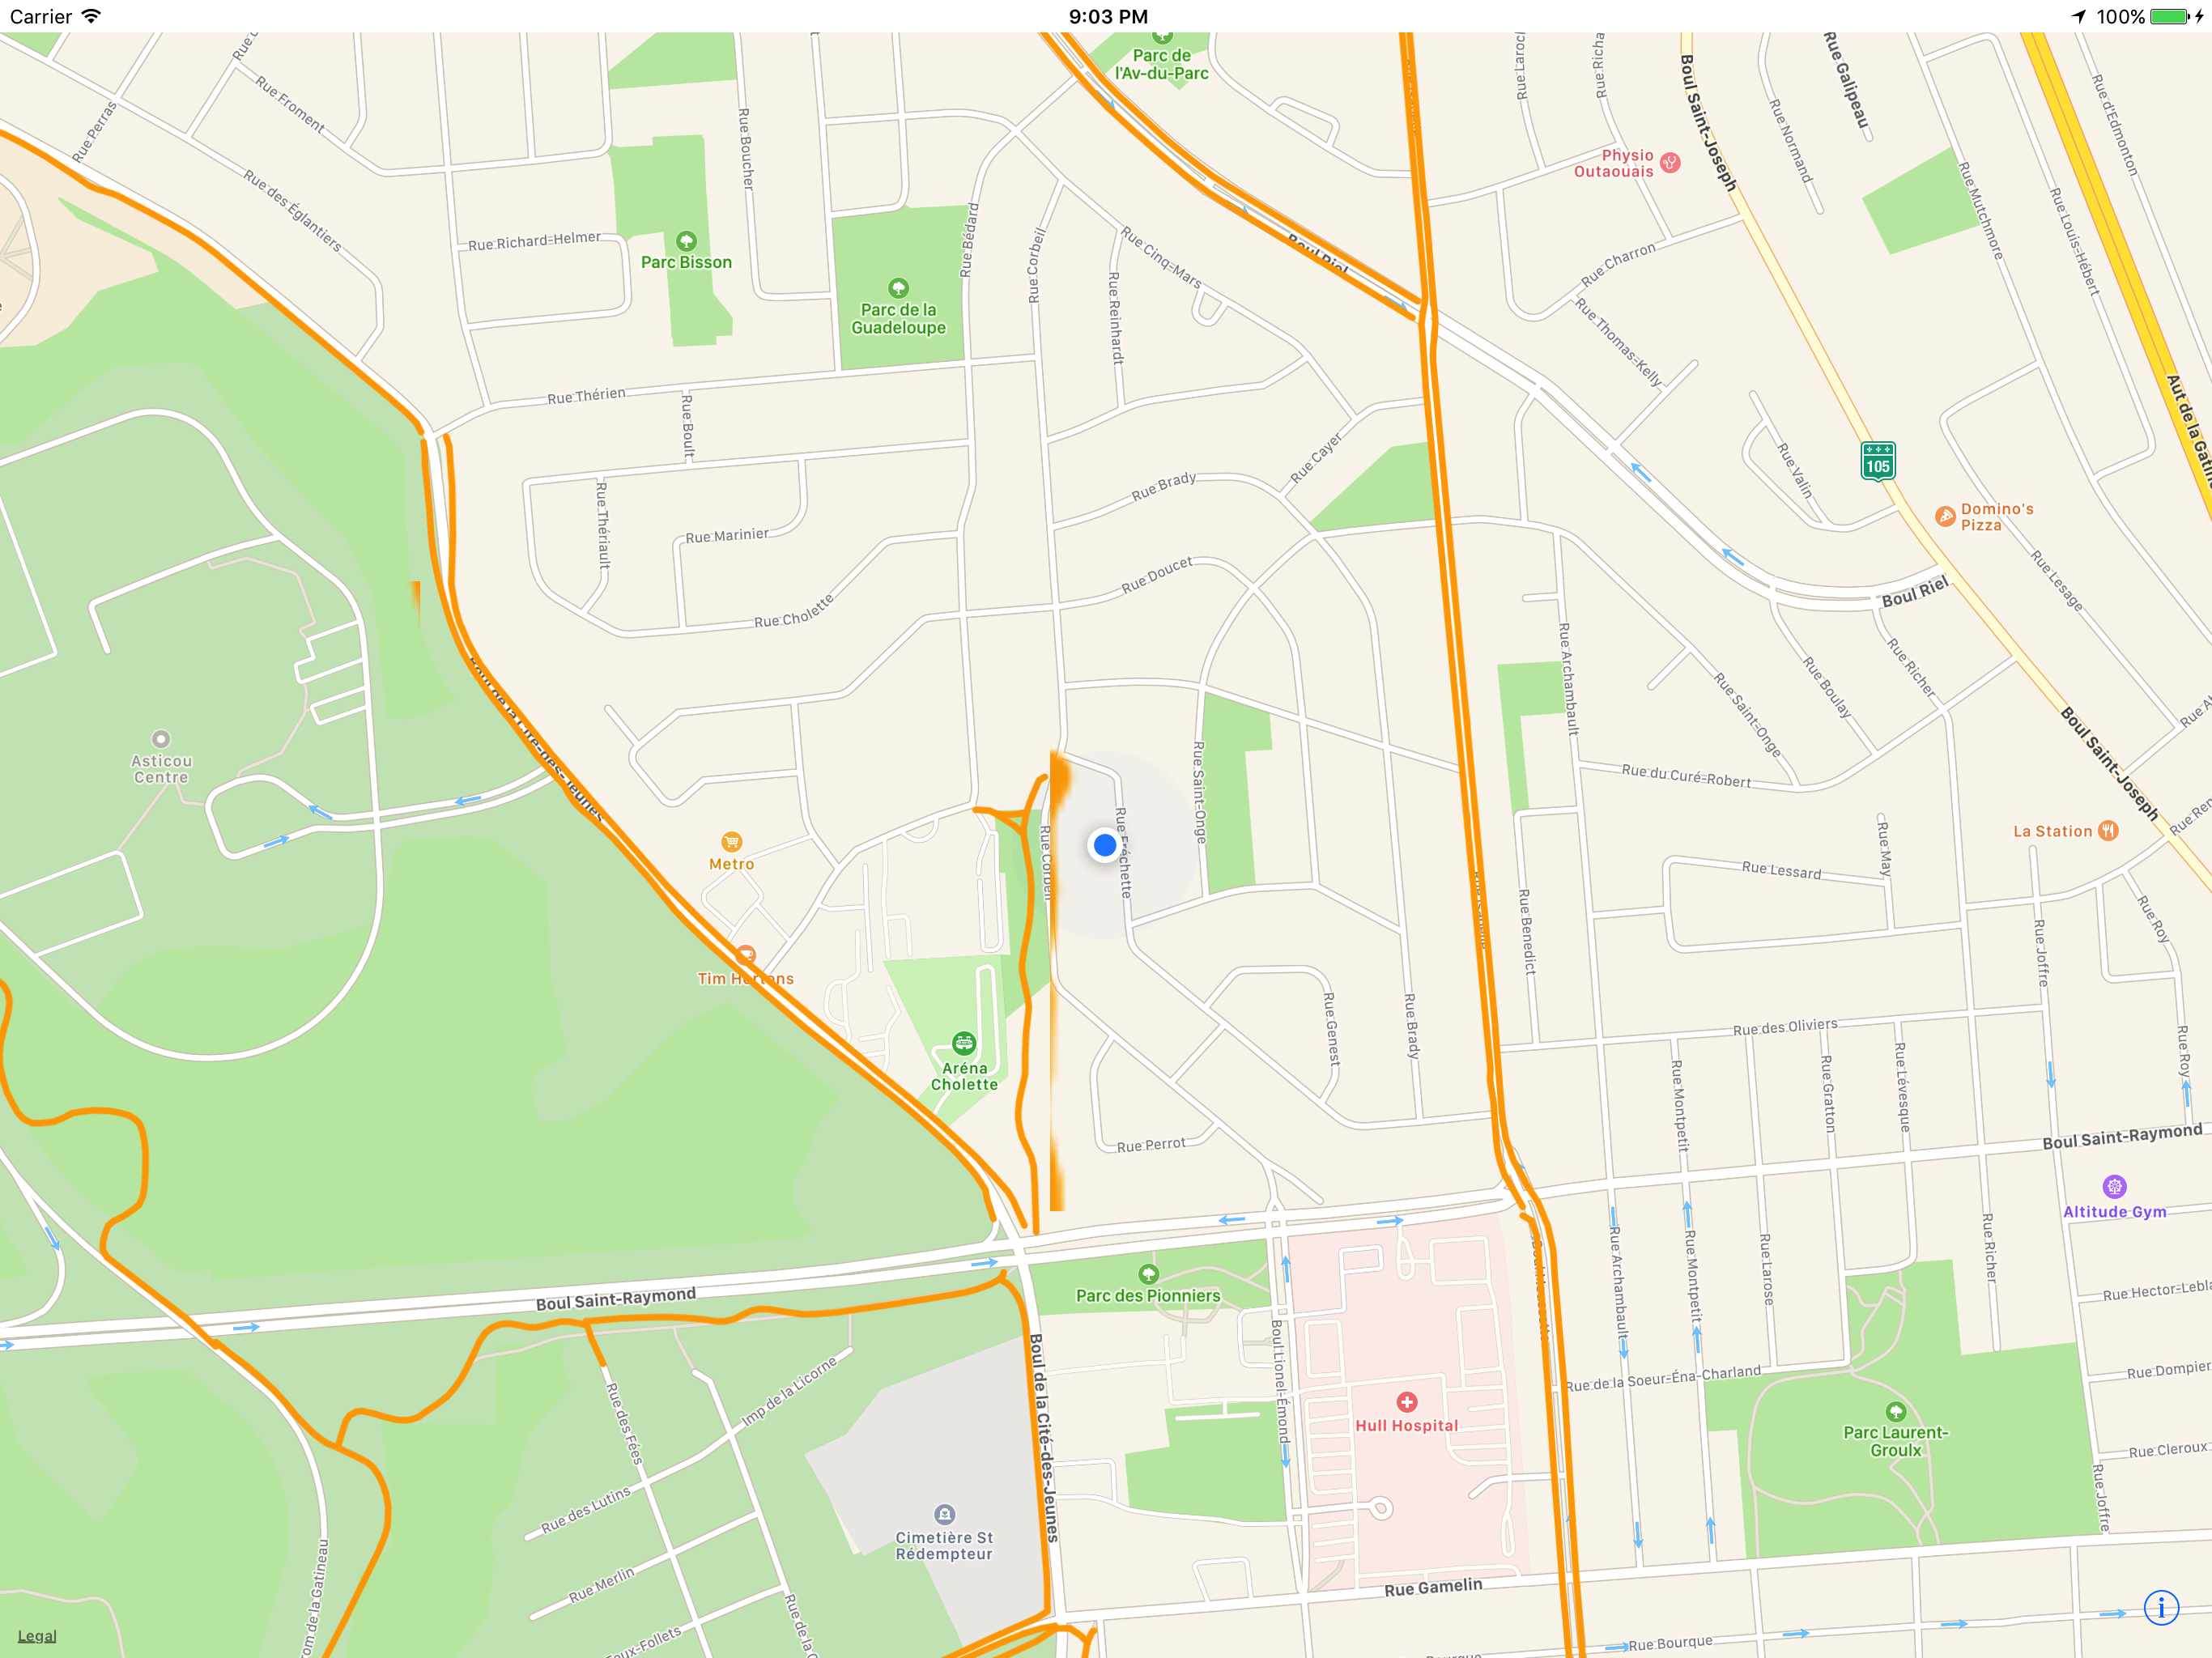 Carrier
9:03 PM
100%
Parc de
l'Av-du-Parc
Rue Froment
Rue Perras
Rue des Églantiers
Rue Boucher
Rue Richard-Helmer
Parc Bisson
Parc de la
Guadeloupe
Rue Bédard
Rue Corbeil
Rue Reinhardt
Rue Cinq-Mars
Boul Riel
Physio
Outaouais
Boul Saint-Joseph
Rue Normand
Rue Galipeau
Rue Mutchmore
Rue Louis-Hébert
Rue d'Edmonton
Rue Charron
Rue Thomas-Kelly
Rue Thérien
Rue Boult
Rue Cayer
Rue Brady
Rue Valin
105
Domino's
Pizza
Rue Thériault
Rue Marinier
Rue Cholette
Rue Doucet
Boul Riel
Rue Lesage
Rue Archambault
Rue Boulay
Rue Richer
Rue Saint-Onge
Boul Saint-Joseph
Asticou
Centre
Boul de la Cité-des-Jeunes
Rue Saint-Onge
Rue du Curé-Robert
Metro
Rue Corbeil
Rue Fréchette
La Station
Rue May
Rue Lessard
Rue Benedict
Rue Joffre
Rue Roy
Tim Hortons
Rue Genest
Rue Brady
Rue des Oliviers
Aréna
Cholette
Rue Montpetit
Rue Gratton
Rue Lévesque
Rue Roy
Rue Perrot
Boul Saint-Raymond
Altitude Gym
Boul Saint-Raymond
Parc des Pionniers
Rue Archambault
Rue Montpetit
Rue Larose
Rue Richer
Boul Lionel-Émond
Rue de la Soeur-Éna-Charland
Boul de la Cité-des-Jeunes
Imp de la Licorne
Rue des Fées
Hull Hospital
Parc Laurent-
Groulx
Rue Joffre
Rue des Lutins
Cimetière St
Rédempteur
Rue Merlin
Rue Gamelin
Rue Bourque
Legal